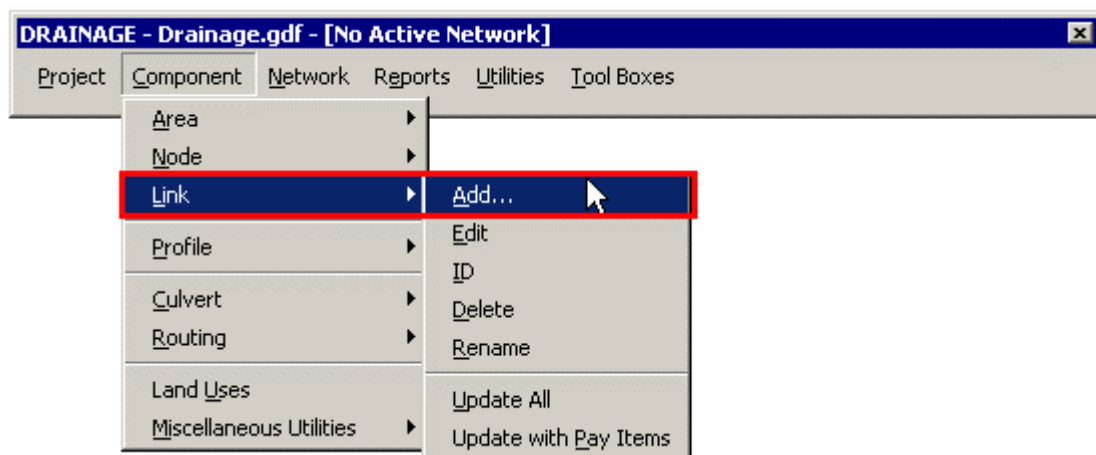 DRAINAGE - Drainage.gdf - [No Active Network]
Project Component Network Reports Utilities Tool Boxes
Area
Node
Link
Profile
Culvert
Routing
Land Uses
Miscellaneous Utilities
Add...
Edit
ID
Delete
Rename
Update All
Update with Pay Items